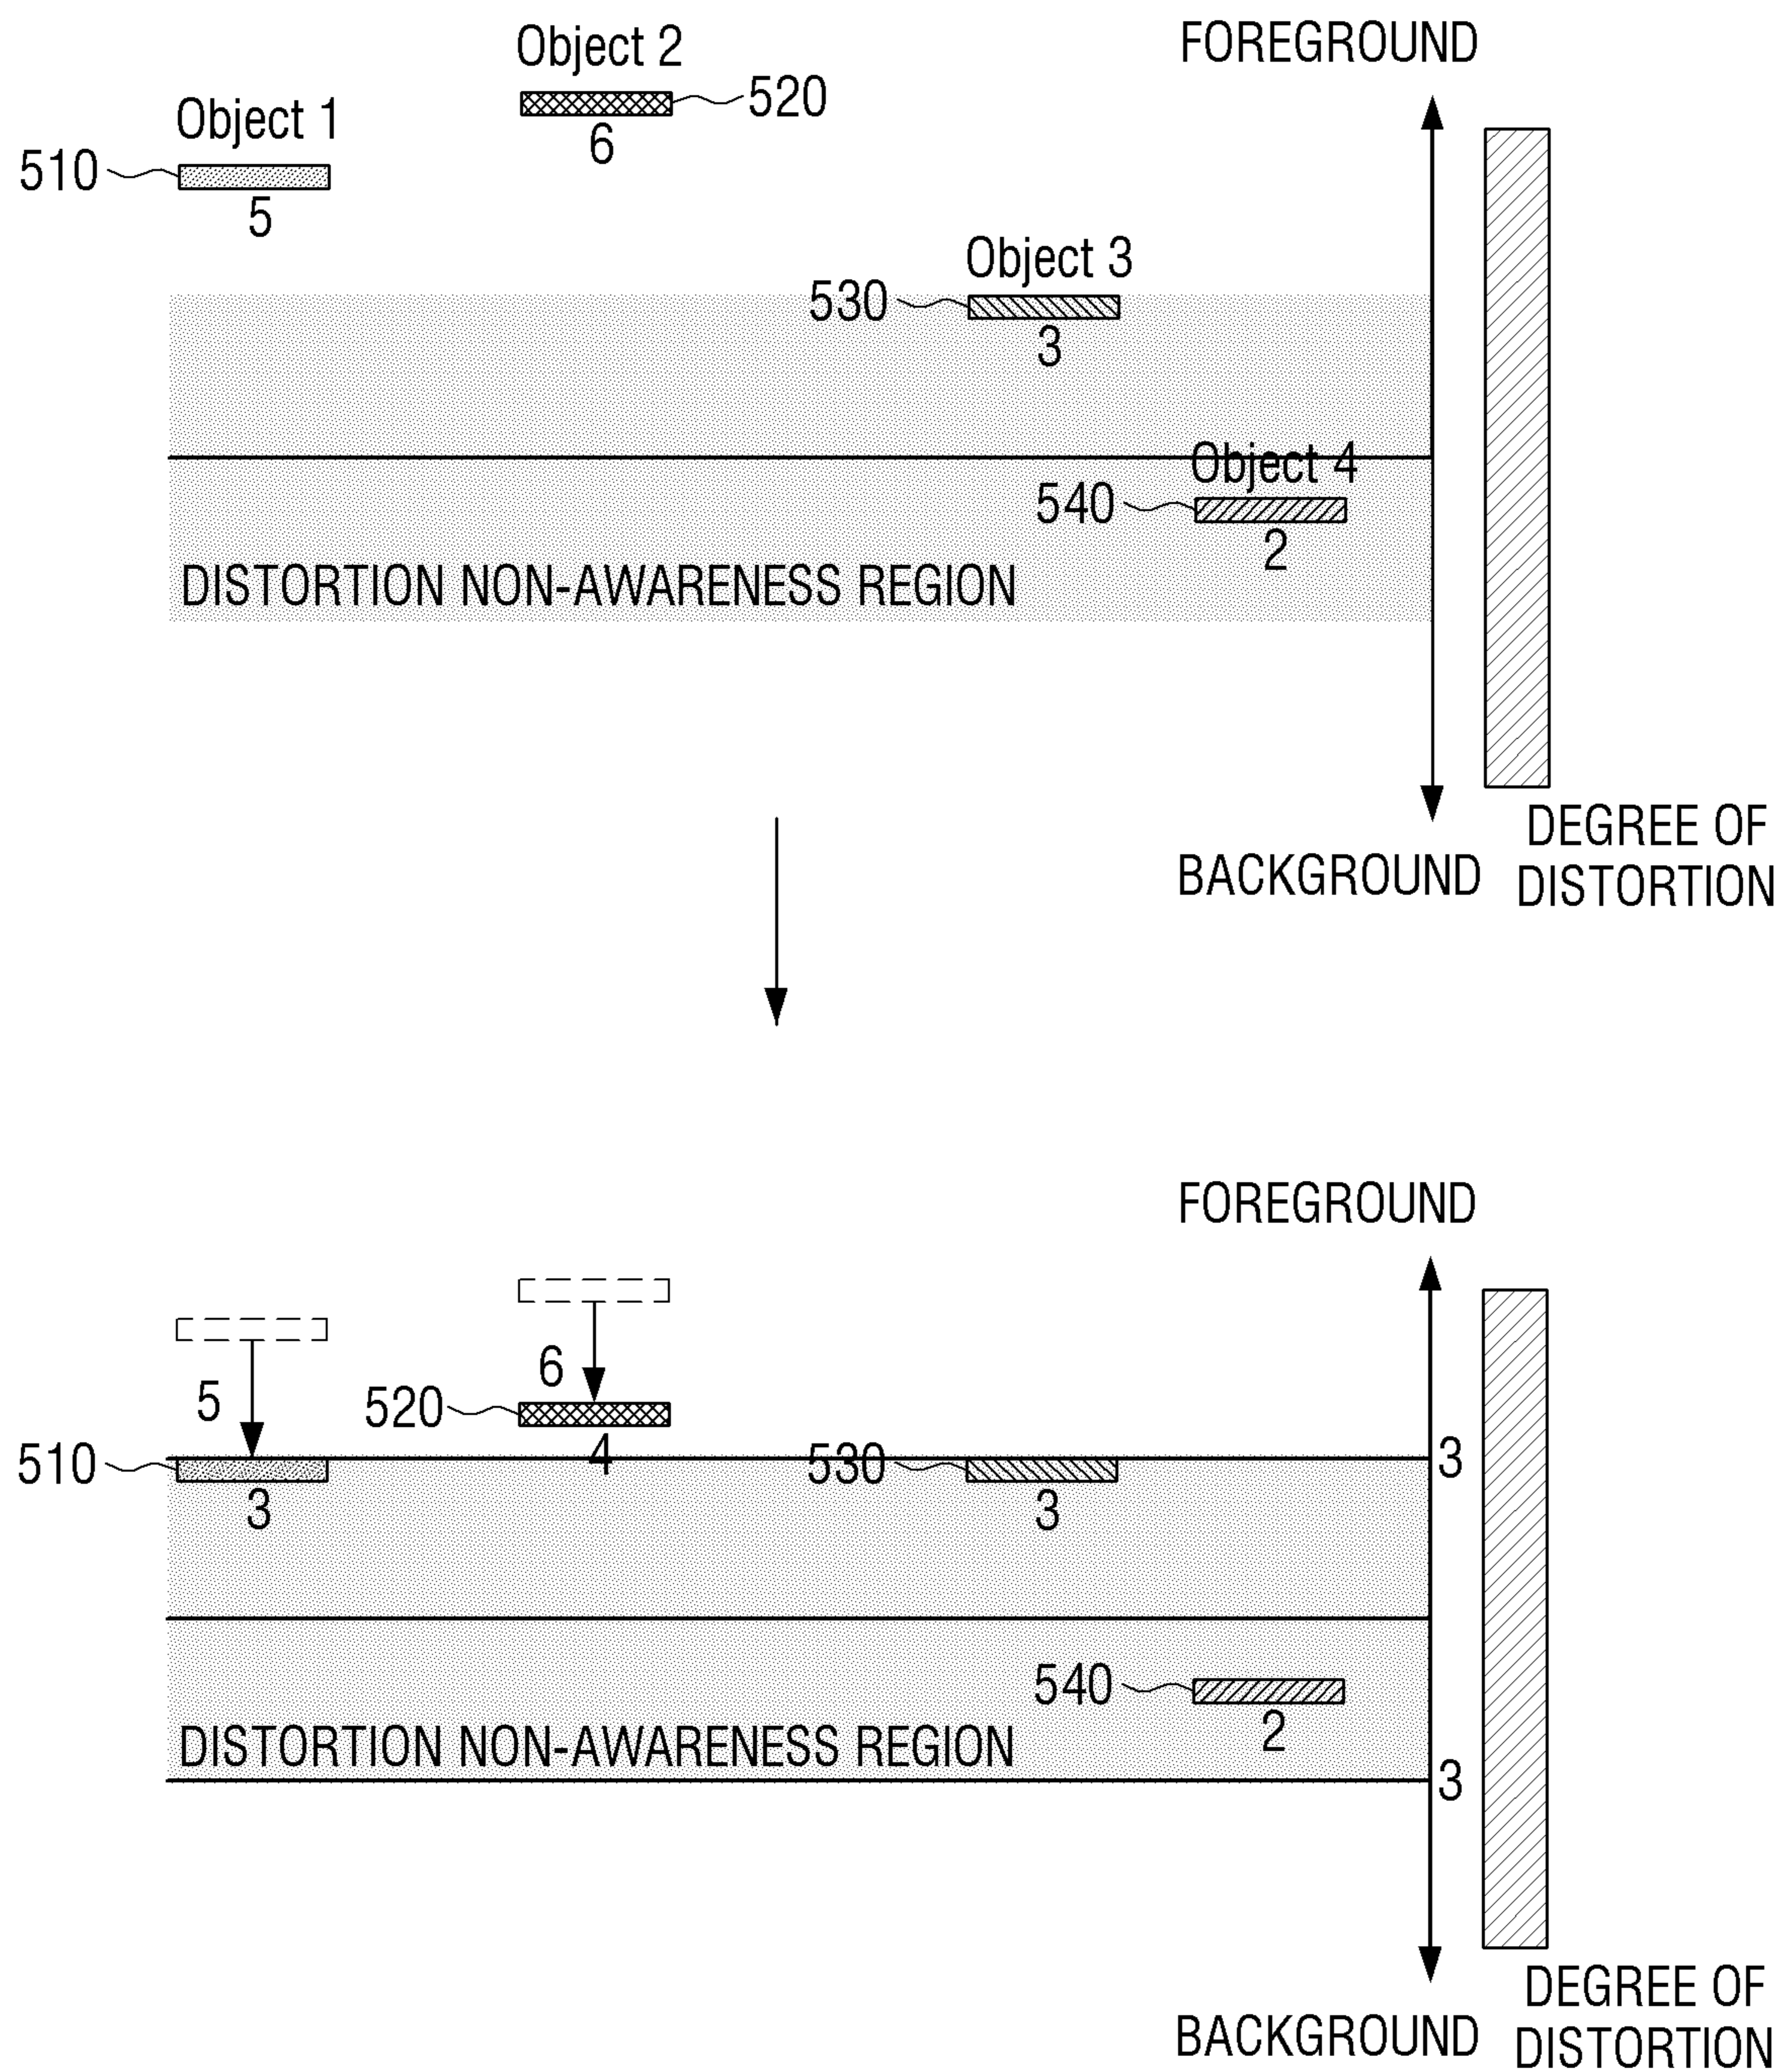 Object 2
FOREGROUND
520
Object 1
6
510
5
Object 3
530
3
Object 4
540
2
DISTORTION NON-AWARENESS REGION
DEGREE OF
DISTORTION
BACKGROUND
FOREGROUND
6
5
520
4
510
530
3
3
3
540
2
DISTORTION NON-AWARENESS REGION
3
DEGREE OF
DISTORTION
BACKGROUND